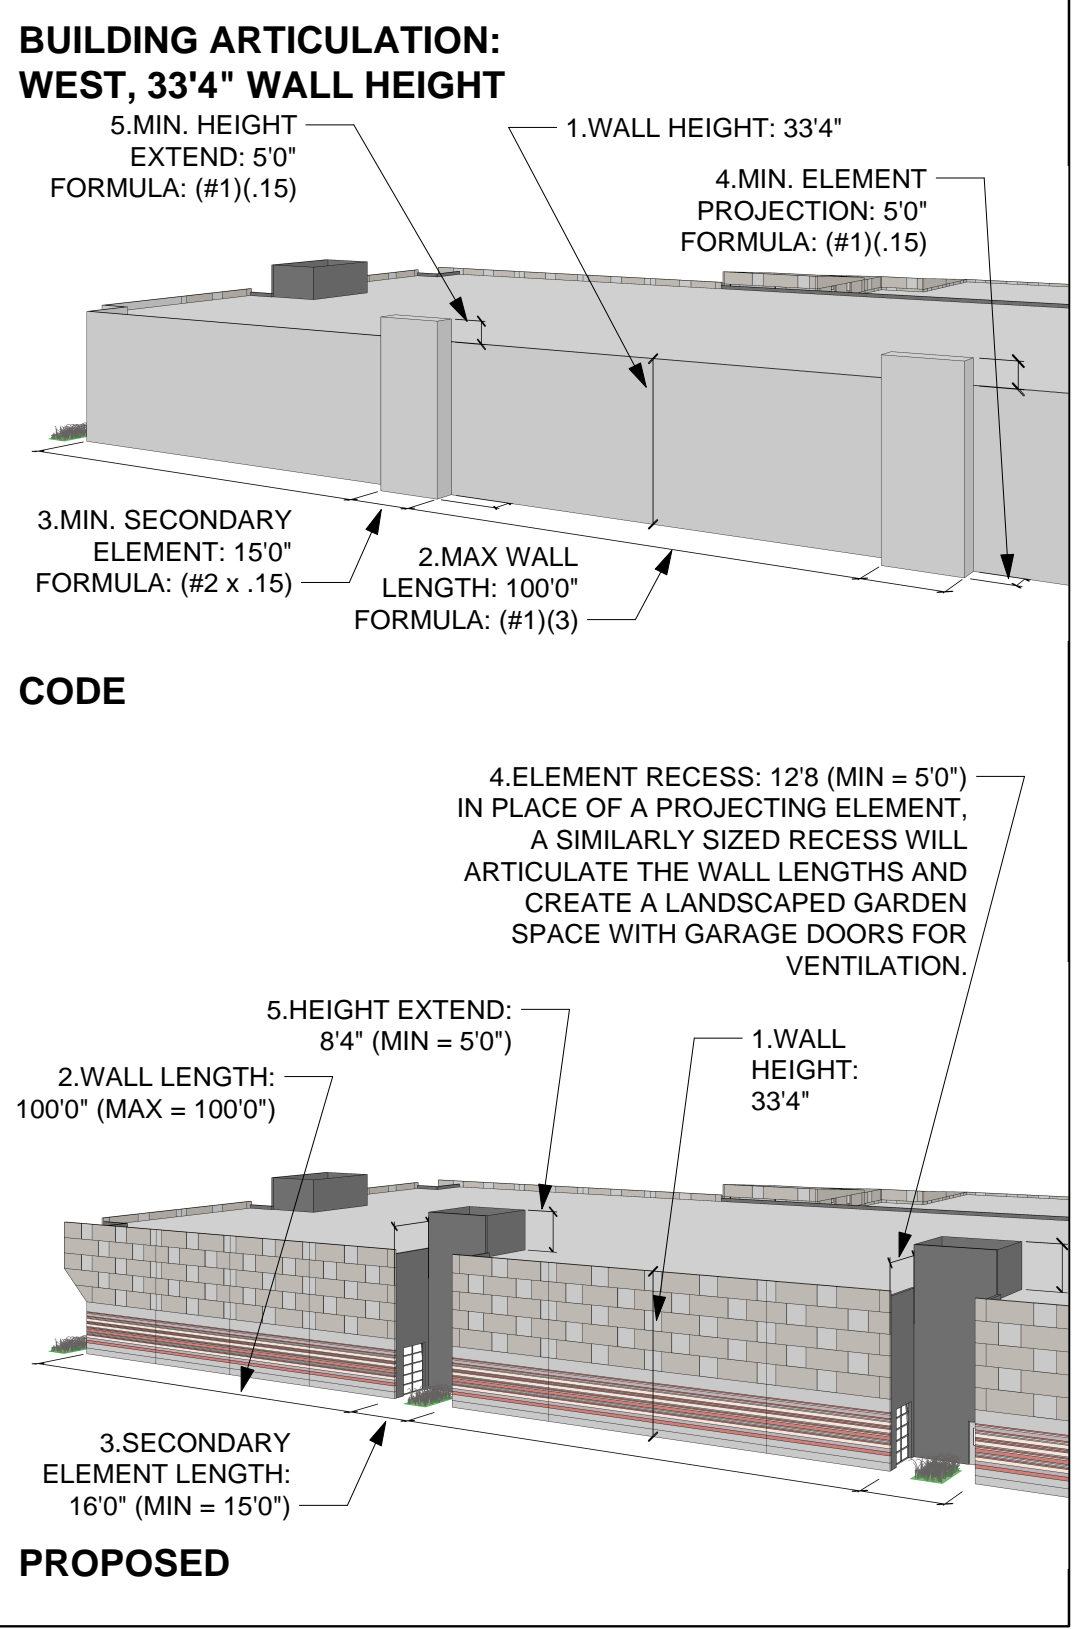 BUILDING ARTICULATION:
WEST, 33'4" WALL HEIGHT
5.MIN. HEIGHT
EXTEND: 5'0"
FORMULA: (#1)(.15)
1.WALL HEIGHT: 33'4"
4.MIN. ELEMENT
PROJECTION: 5'0"
FORMULA: (#1)(.15)
3.MIN. SECONDARY
ELEMENT: 15'0"
FORMULA: (#2 x .15)
2.MAX WALL
LENGTH: 100'0"
FORMULA: (#1)(3)
CODE
4.ELEMENT RECESS: 12'8 (MIN = 5'0")
IN PLACE OF A PROJECTING ELEMENT,
A SIMILARLY SIZED RECESS WILL
ARTICULATE THE WALL LENGTHS AND
CREATE A LANDSCAPED GARDEN
SPACE WITH GARAGE DOORS FOR
VENTILATION.
5.HEIGHT EXTEND:
8'4" (MIN = 5'0")
1.WALL
HEIGHT:
33'4"
2.WALL LENGTH:
100'0" (MAX = 100'0")
3.SECONDARY
ELEMENT LENGTH:
16'0" (MIN = 15'0")
PROPOSED